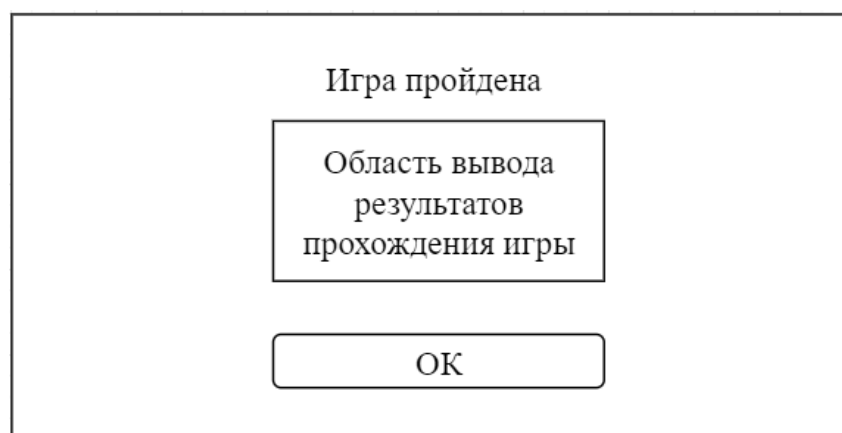 Игра пройдена
Область вывода
результатов
прохождения игры
ОК